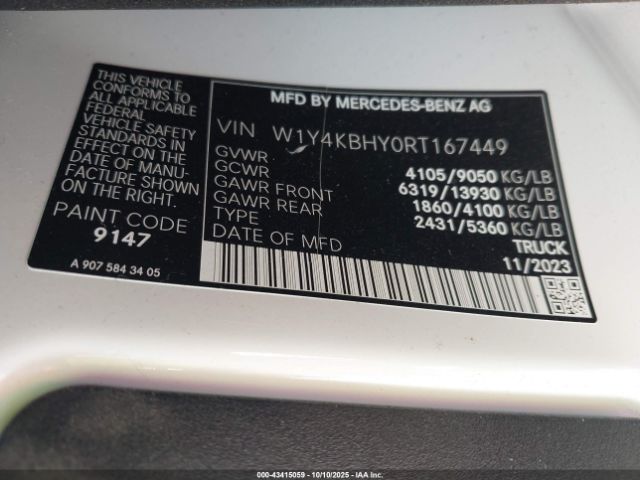 THIS VEHICLE
CONFORMS TO
ALL APPLICABLE
FEDERAL
VEHICLE SAFETY
STANDARDS IN
EFFECT ON THE
DATE OF MANU-
FACTURE SHOWN
ON THE RIGHT.
PAINT CODE
9147
A 907 584 34 05
MFD BY MERCEDES-BENZ AG
VIN W1Y4KBHY0RT167449
GVWR 4105/9050 KG/LB
GCWR 6319/13930 KG/LB
GAWR FRONT 1860/4100 KG/LB
GAWR REAR 2431/5360 KG/LB
TYPE TRUCK
DATE OF MFD 11/2023
000-43415059 | 10/10/2025 - IAAI Chicago